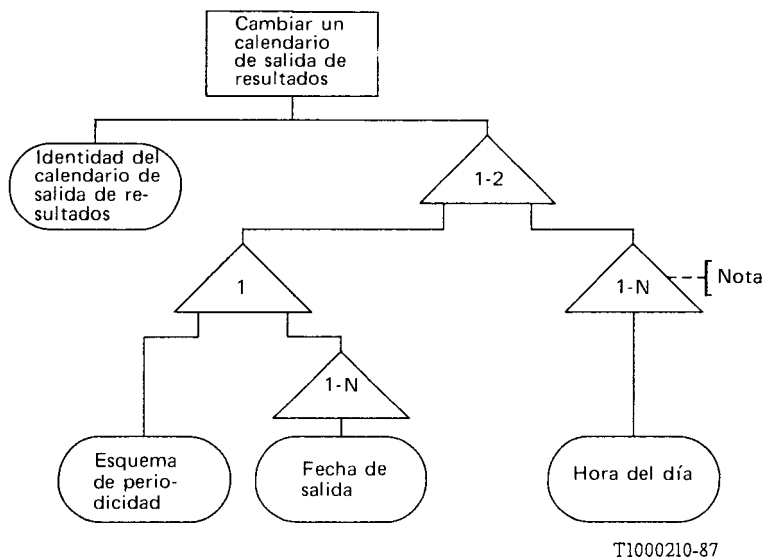 Cambiar un
calendario
de salida de
resultados
Identidad del
calendario de
salida de re-
sultados
1-2
1
1-N
Nota
1-N
Esquema
de perio-
dicidad
Fecha de
salida
Hora del día
T1000210-87